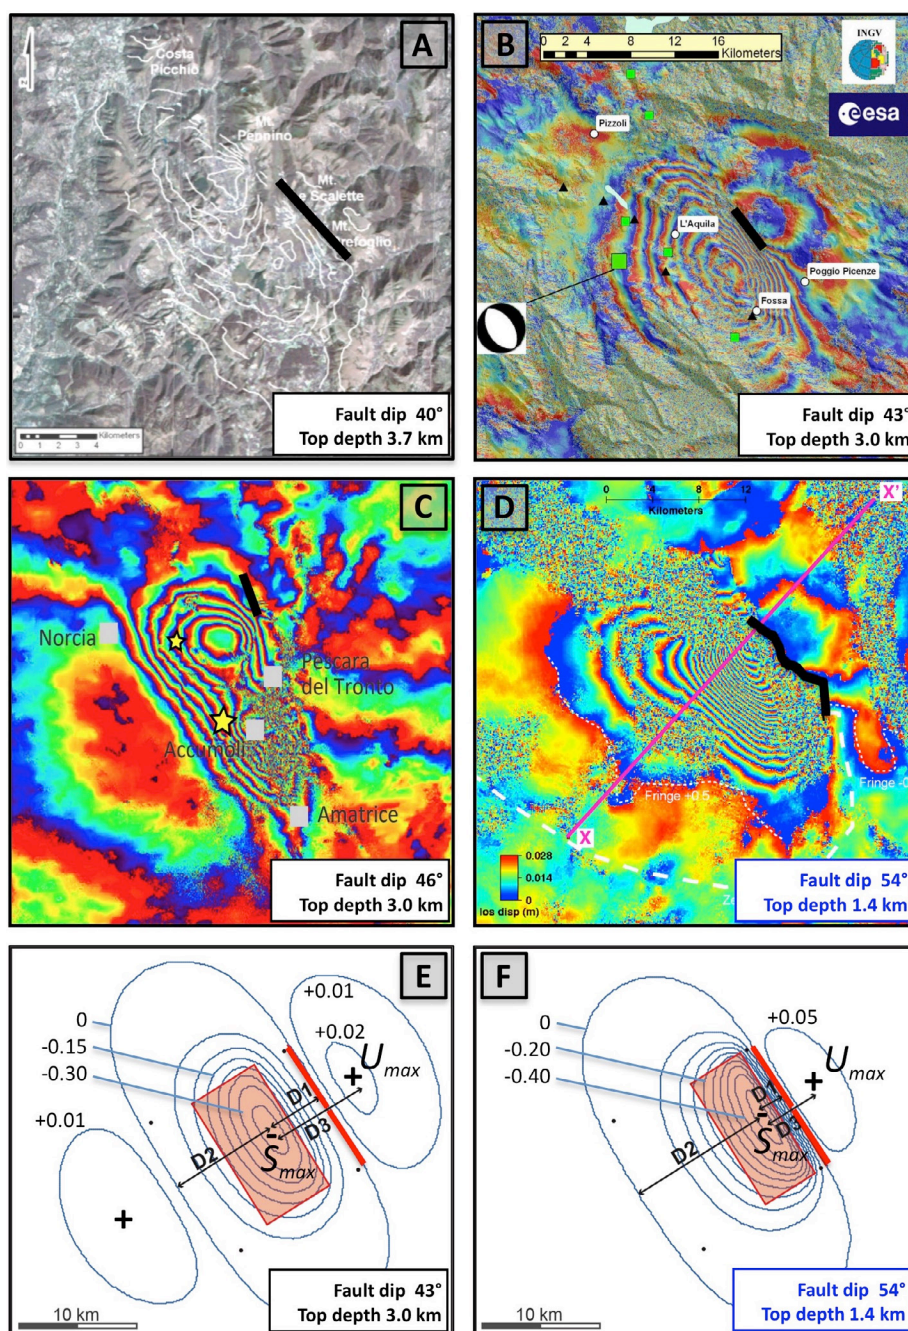 A
Costa
Picchio
Mt.
Pennino
Mt.
Scalette
Mt.
Kilometers
0 1 2 3 4
Fault dip 40°
Top depth 3.7 km
B
0 2 4 8 12 16
Kilometers
INGV
esa
Pizzoli
L'Aquila
Poggio Picenze
Fossa
Fault dip 43°
Top depth 3.0 km
C
Norcia
Pescara
del Tronto
Accumoli
Amatrice
Fault dip 46°
Top depth 3.0 km
D
0 4 8 12
Kilometers
X'
Fringe +0.5
Fringe -0
X
0.028
0.014
0
los disp (m)
Fault dip 54°
Top depth 1.4 km
E
+0.01
+0.02
0
-0.15
-0.30
+0.01
Umax
D1
D3
D2
Smax
+
+
-
10 km
Fault dip 43°
Top depth 3.0 km
F
+0.05
0
-0.20
-0.40
Umax
D1
D3
D2
Smax
+
-
10 km
Fault dip 54°
Top depth 1.4 km